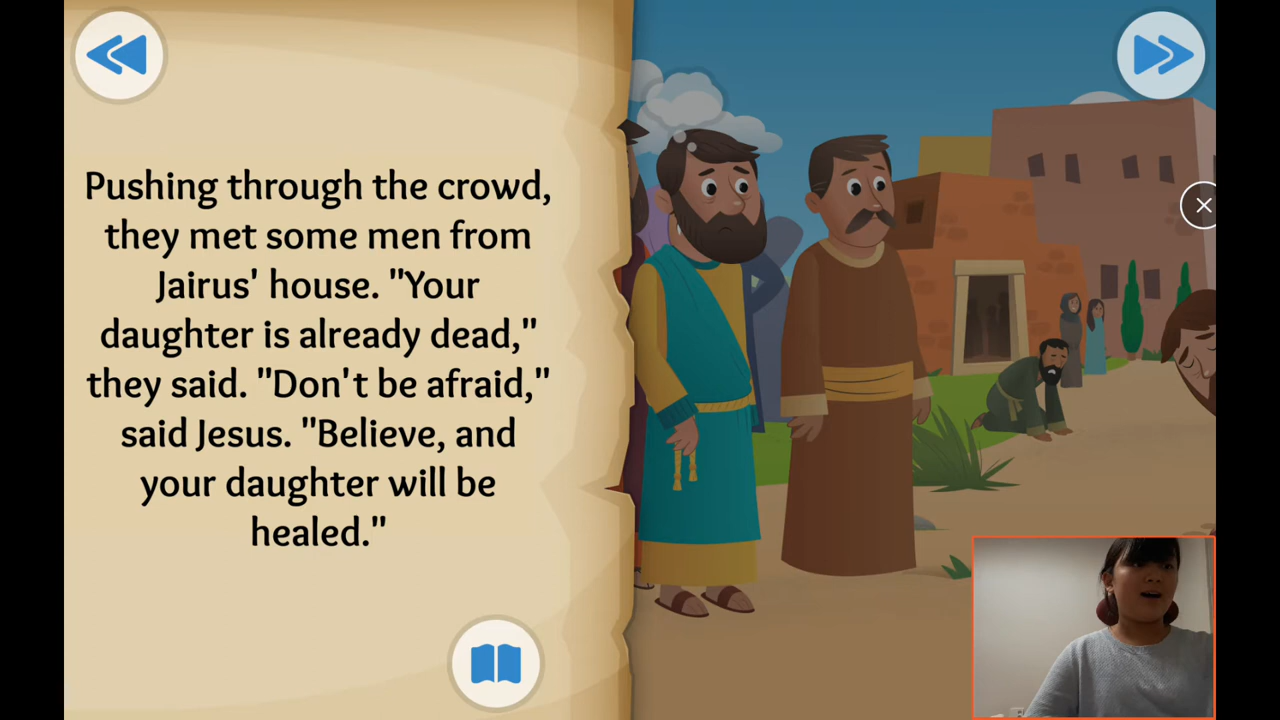 Pushing through the crowd,
they met some men from
Jairus' house. "Your
daughter is already dead,"
they said. "Don't be afraid,"
said Jesus. "Believe, and
your daughter will be
healed."